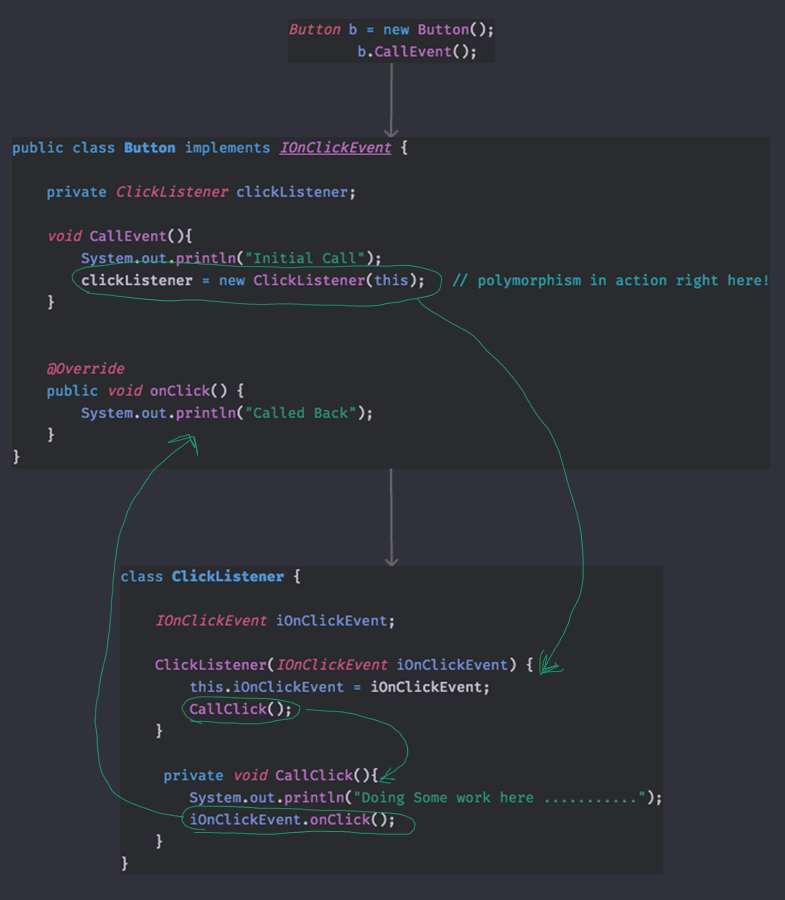 Button b = new Button();
b.CallEvent();
public class Button implements IOnClickEvent {
private ClickListener clickListener;
void CallEvent(){
System.out.println("Initial Call");
clickListener = new ClickListener(this); // polymorphism in action right here!
}
@Override
public void onClick() {
System.out.println("Called Back");
}
}
class ClickListener {
IOnClickEvent iOnClickEvent;
ClickListener(IOnClickEvent iOnClickEvent) {
this.iOnClickEvent = iOnClickEvent;
CallClick();
}
private void CallClick(){
System.out.println("Doing Some work here ...........");
iOnClickEvent.onClick();
}
}